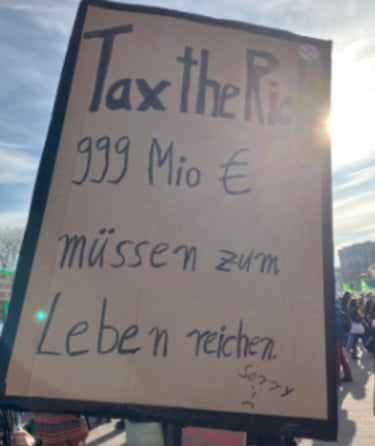 Tax the Rich
999 Mio €
müssen zum
Leben reichen.
Sorry
:(